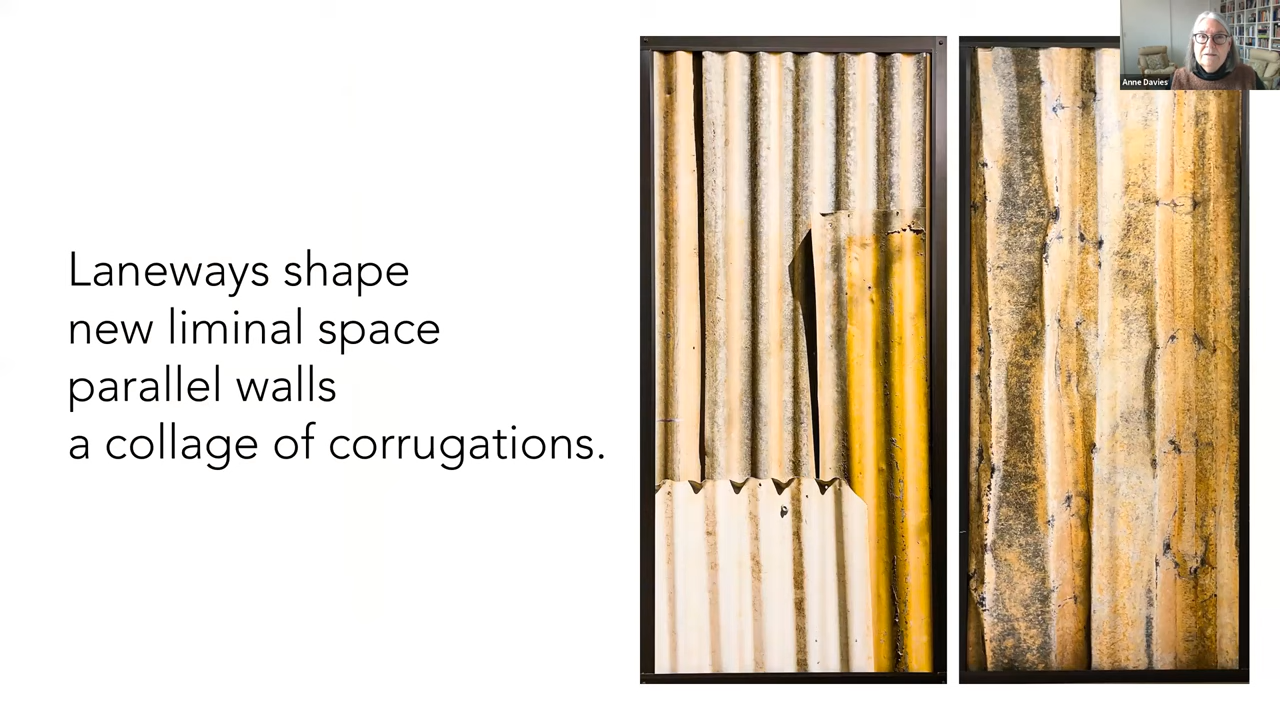 Laneways shape
new liminal space
parallel walls
a collage of corrugations.
Anne Davies